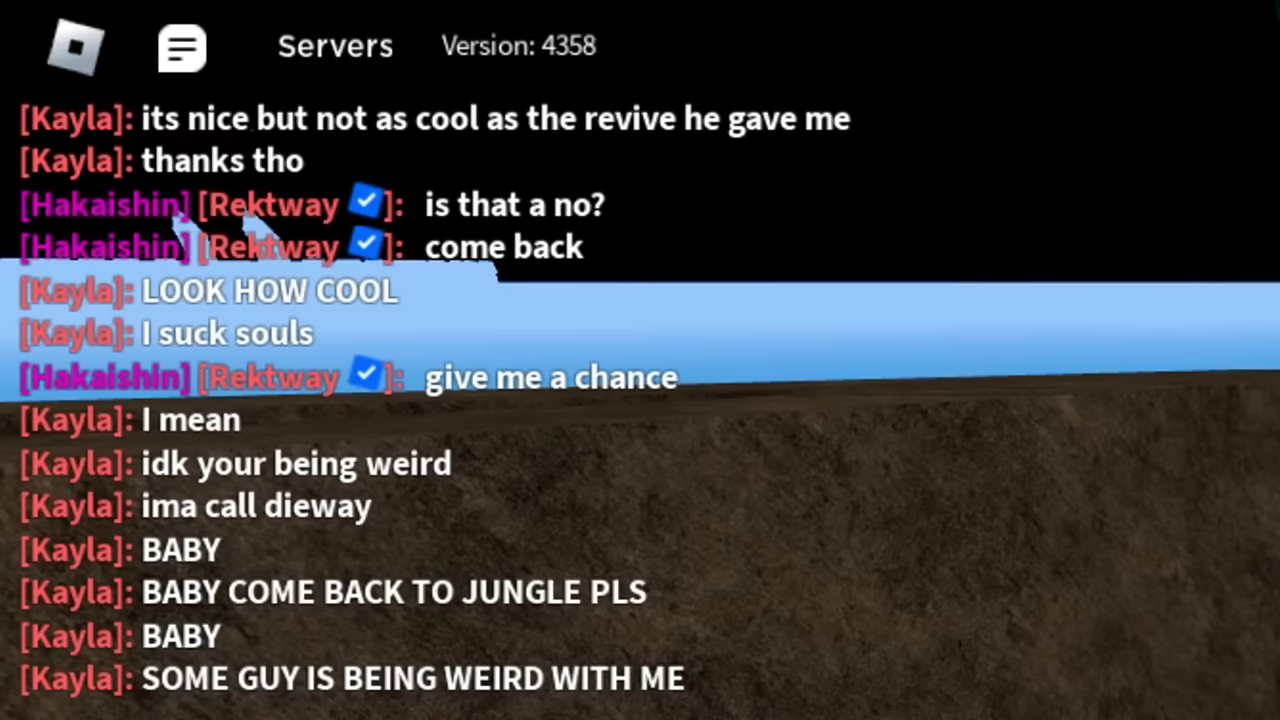 Servers Version: 4358
[Kayla]: its nice but not as cool as the revive he gave me
[Kayla]: thanks tho
[Hakaishin] [Rektway ]: is that a no?
[Hakaishin] [Rektway ]: come back
[Kayla]: LOOK HOW COOL
[Kayla]: I suck souls
[Hakaishin] [Rektway ]: give me a chance
[Kayla]: I mean
[Kayla]: idk your being weird
[Kayla]: ima call dieway
[Kayla]: BABY
[Kayla]: BABY COME BACK TO JUNGLE PLS
[Kayla]: BABY
[Kayla]: SOME GUY IS BEING WEIRD WITH ME